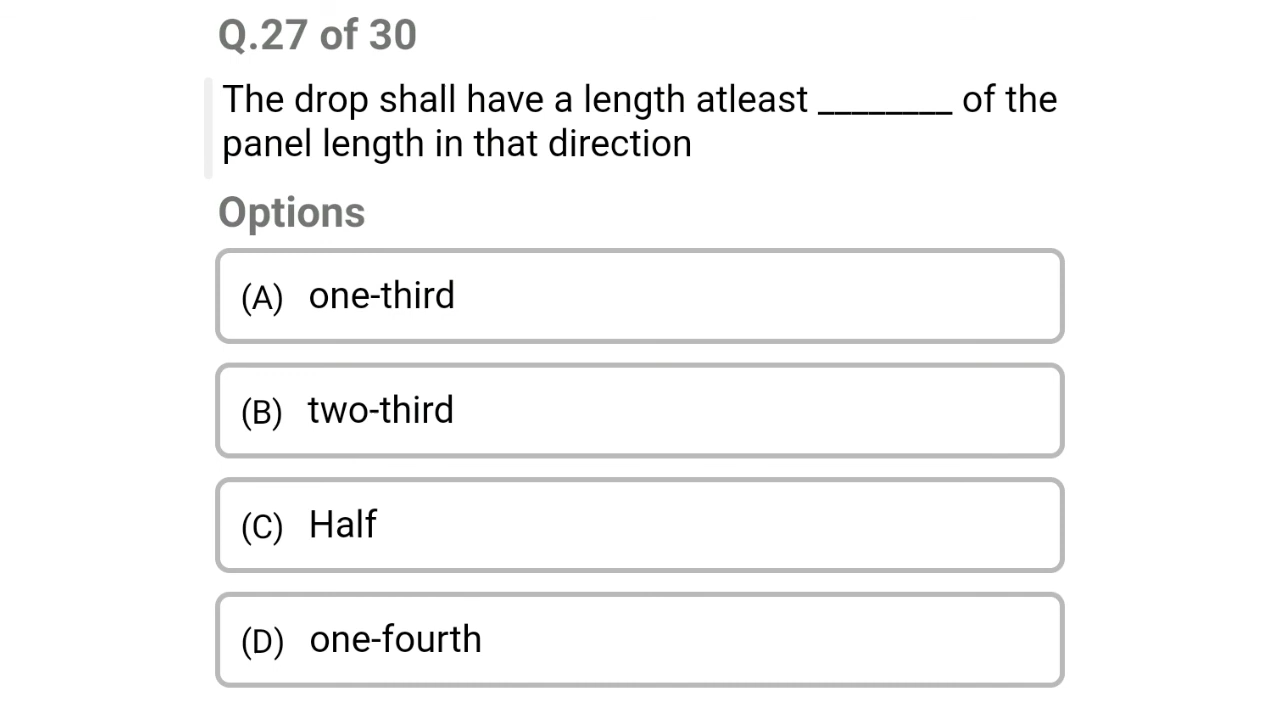 Q.27 of 30
The drop shall have a length atleast ________ of the
panel length in that direction
Options
(A) one-third
(B) two-third
(C) Half
(D) one-fourth